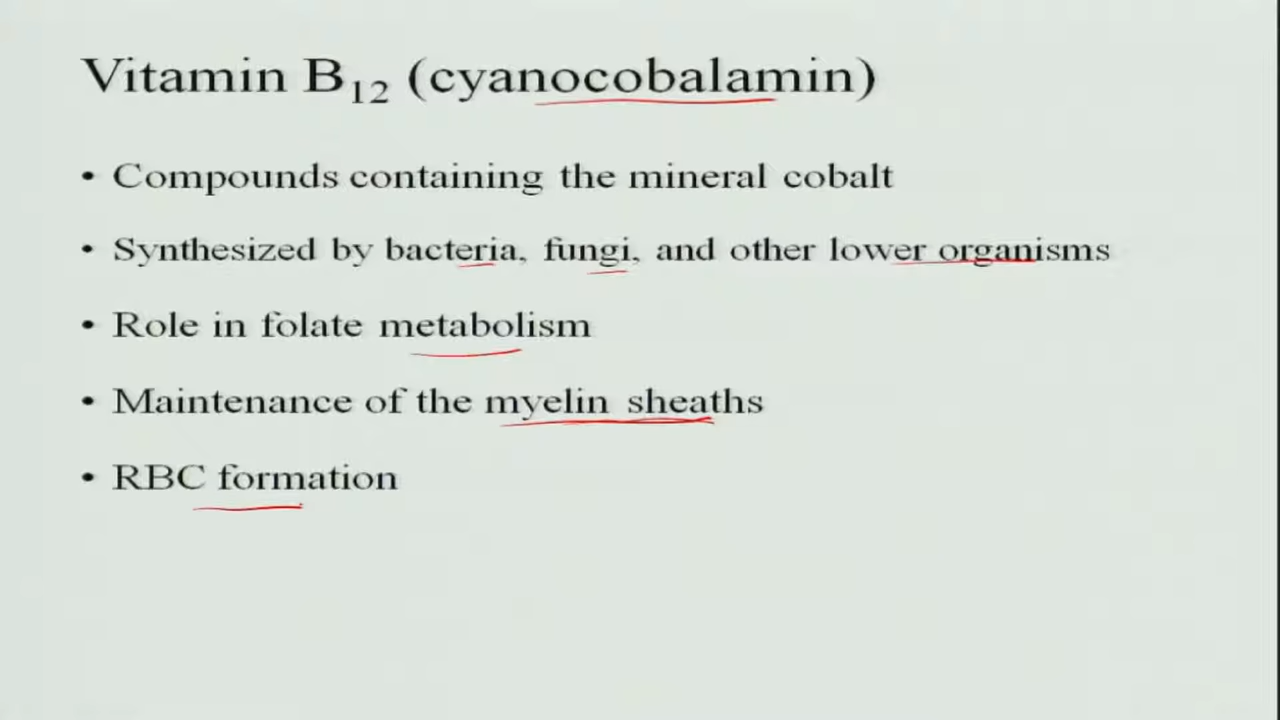 Vitamin B₁₂ (cyanocobalamin)
• Compounds containing the mineral cobalt
• Synthesized by bacteria, fungi, and other lower organisms
• Role in folate metabolism
• Maintenance of the myelin sheaths
• RBC formation